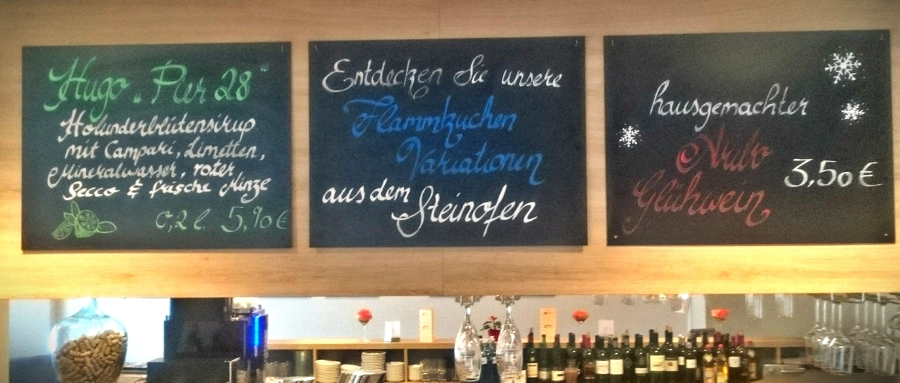 Hugo „Pier 28"
Holunderblütensirup
mit Campari, Limetten,
Mineralwasser, roter
Secco & frische Minze
0,2 l. 5,90 €
Entdecken Sie unsere
Flammkuchen
Variationen
aus dem
Steinofen
hausgemachter
Glühwein
3,50 €